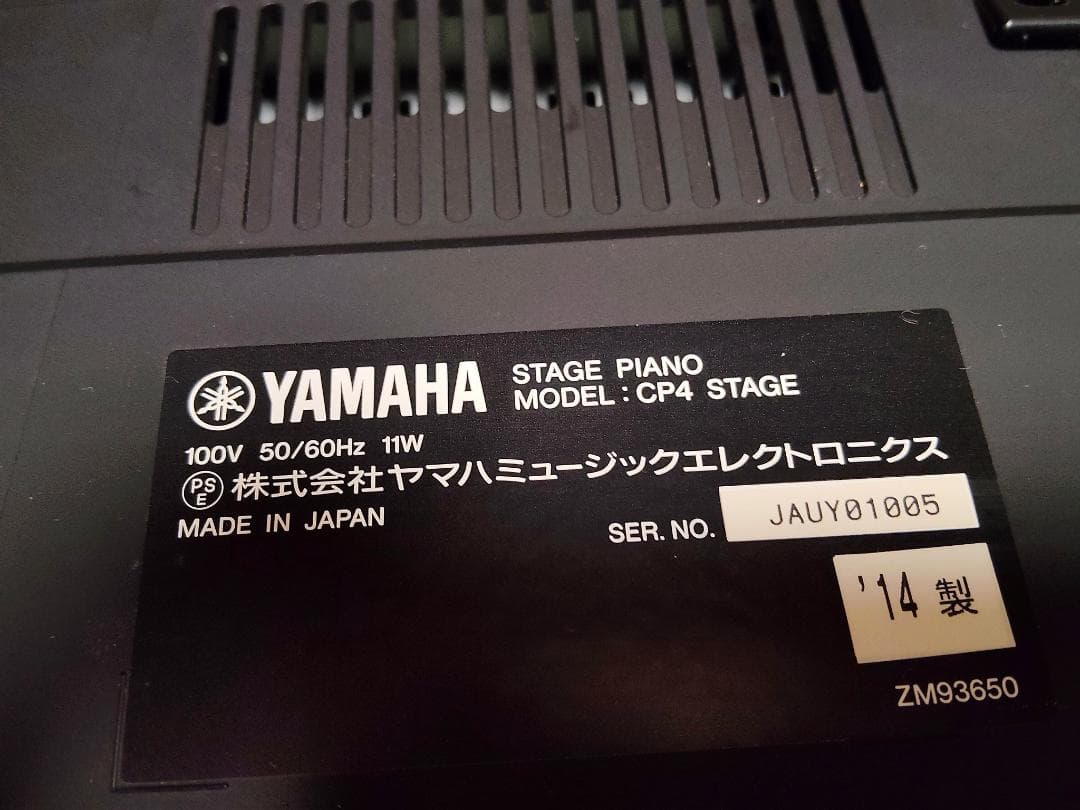 YAMAHA STAGE PIANO
MODEL : CP4 STAGE
100V 50/60Hz 11W
PSE 株式会社ヤマハミュージックエレクトロニクス
MADE IN JAPAN
SER. NO. JAUY01005
'14 製
ZM93650